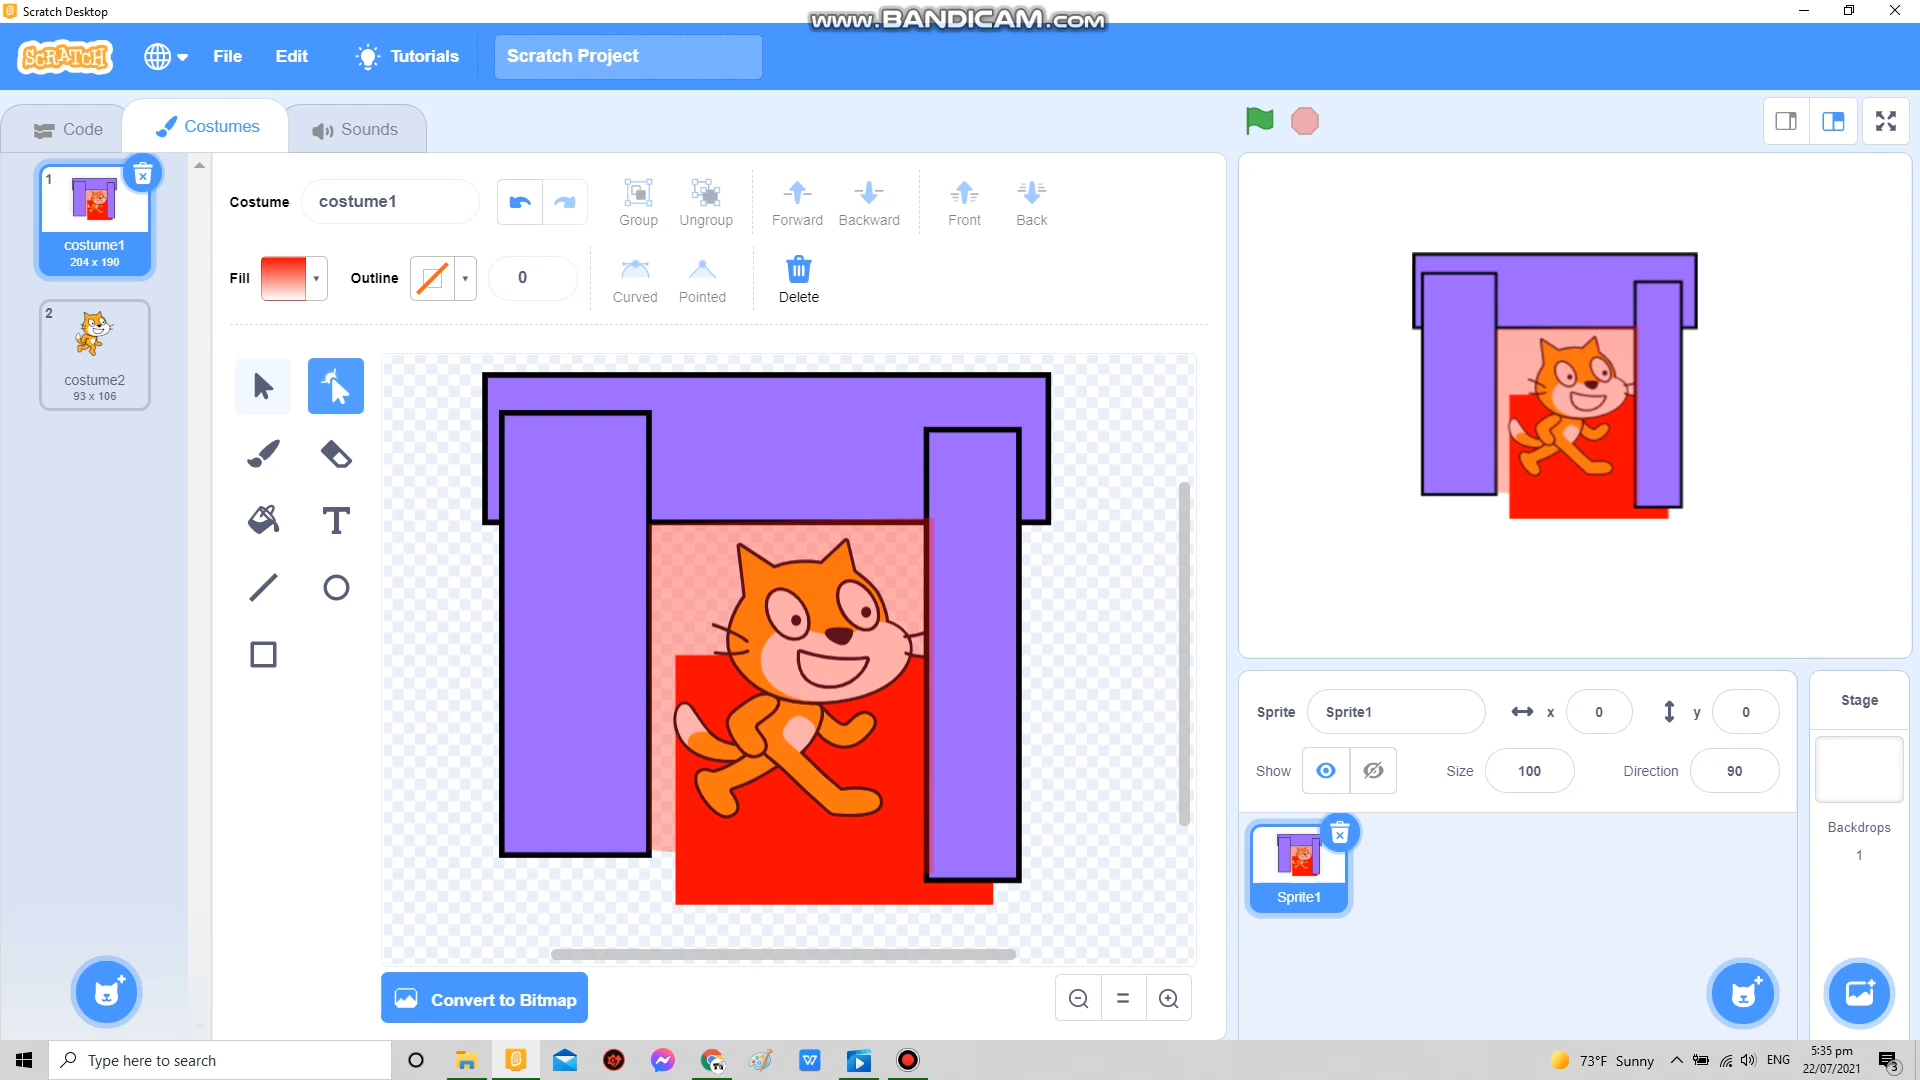 Scratch Desktop
www.BANDICAM.com
SCRATCH
File
Edit
Tutorials
Scratch Project
Code
Costumes
Sounds
1
costume1
204 x 190
2
costume2
93 x 106
Costume
costume1
Group
Ungroup
Forward
Backward
Front
Back
Fill
Outline
0
Curved
Pointed
Delete
T
Convert to Bitmap
Sprite
Sprite1
x
0
y
0
Show
Size
100
Direction
90
Sprite1
Stage
Backdrops
1
Type here to search
73°F Sunny
ENG
5:35 pm
22/07/2021
3